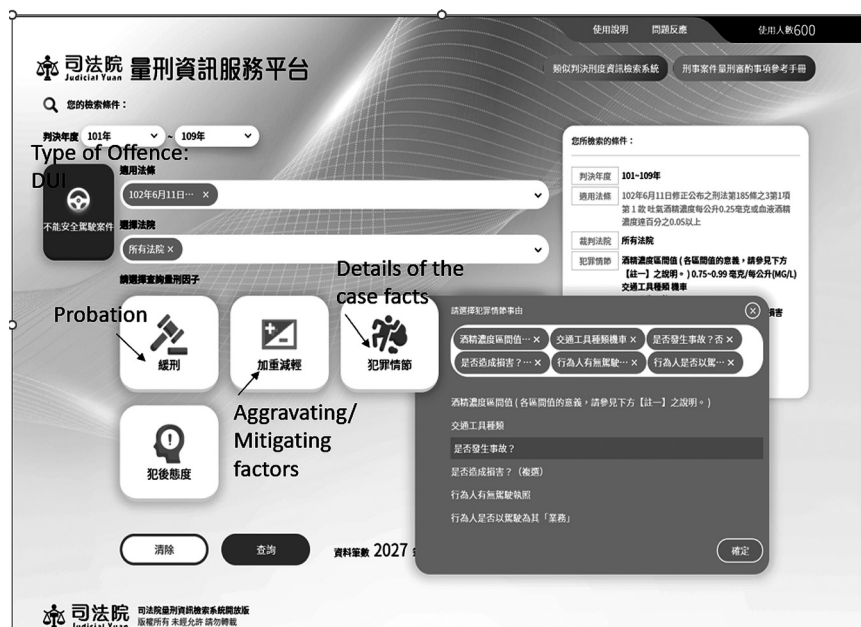 使用說明 問題反應 使用人數600
司法院 Judicial Yuan 量刑資訊服務平台
類似判決刑度資訊檢索系統 刑事案件量刑審酌事項參考手冊
您的檢索條件：
判決年度 101年 ~ 109年
Type of Offence:
DUI
不能安全駕駛案件
適用法條
102年6月11日… ×
選擇法院
所有法院 ×
請選擇查詢量刑因子
Probation
緩刑
加重減輕
Details of the
case facts
犯罪情節
Aggravating/
Mitigating
factors
犯後態度
清除 查詢 資料筆數 2027
您所檢索的條件：
判決年度 101~109年
適用法條 102年6月11日修正公布之刑法第185條之3第1項
第 1 款 吐氣酒精濃度每公升0.25毫克或血液酒精
濃度達百分之0.05以上
裁判法院 所有法院
犯罪情節 酒精濃度區間值 ( 各區間值的意義，請參見下方
【註一】之說明。) 0.75~0.99 毫克/每公升(MG/L)
交通工具種類 機車
損害
請選擇犯罪情節事由
酒精濃度區間值… × 交通工具種類機車 × 是否發生事故？否 ×
是否造成損害？… × 行為人有無駕駛… × 行為人是否以駕… ×
酒精濃度區間值 ( 各區間值的意義，請參見下方【註一】之說明。)
交通工具種類
是否發生事故？
是否造成損害？（複選）
行為人有無駕駛執照
行為人是否以駕駛為其「業務」
確定
司法院 Judicial Yuan
司法院量刑資訊檢索系統開放版
版權所有 未經允許 請勿轉載